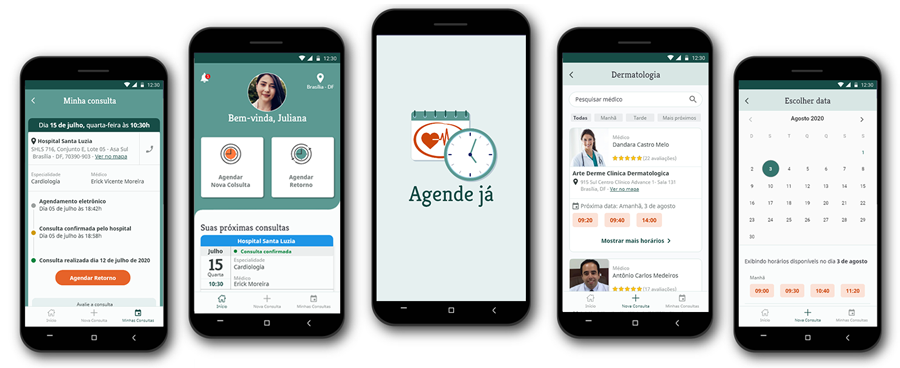 12:30
Minha consulta
Dia 15 de julho, quarta-feira às 10:30h
Hospital Santa Luzia
SHLS 716, Conjunto E, Lote 05 - Asa Sul
Brasília - DF, 70390-903 · Ver no mapa
Especialidade
Cardiologia
Médico
Erick Vicente Moreira
Agendamento eletrônico
Dia 05 de julho às 18:42h
Consulta confirmada pelo hospital
Dia 05 de julho às 18:58h
Consulta realizada dia 12 de julho de 2020
Agendar Retorno
Avalie a consulta
Início
Nova Consulta
Minhas Consultas
12:30
Brasília - DF
Bem-vinda, Juliana
Agendar
Nova Colsulta
Agendar
Retorno
Suas próximas consultas
Hospital Santa Luzia
Julho
15
Quarta
10:30
Consulta confirmada
Especialidade
Cardiologia
Médico
Erick Moreira
Início
Nova Consulta
Minhas Consultas
Agende já
12:30
Dermatologia
Pesquisar médico
Todas
Manhã
Tarde
Mais próximos
Médico
Dandara Castro Melo
(22 avaliações)
Arte Derme Clinica Dermatologica
915 Sul Centro Clínico Advance 1- Sala 131
Brasília, DF · Ver no mapa
Próxima data: Amanhã, 3 de agosto
09:20
09:40
14:00
Mostrar mais horários
Médico
Antônio Carlos Medeiros
(12 avaliações)
Início
Nova Consulta
Minhas Consultas
12:30
Escolher data
Agosto 2020
D S T Q Q S S
1
2 3 4 5 6 7 8
9 10 11 12 13 14 15
16 17 18 19 20 21 22
23 24 25 26 27 28 29
30
Exibindo horários disponíveis no dia 3 de agosto
Manhã
09:00
09:30
10:40
11:20
Início
Nova Consulta
Minhas Consultas